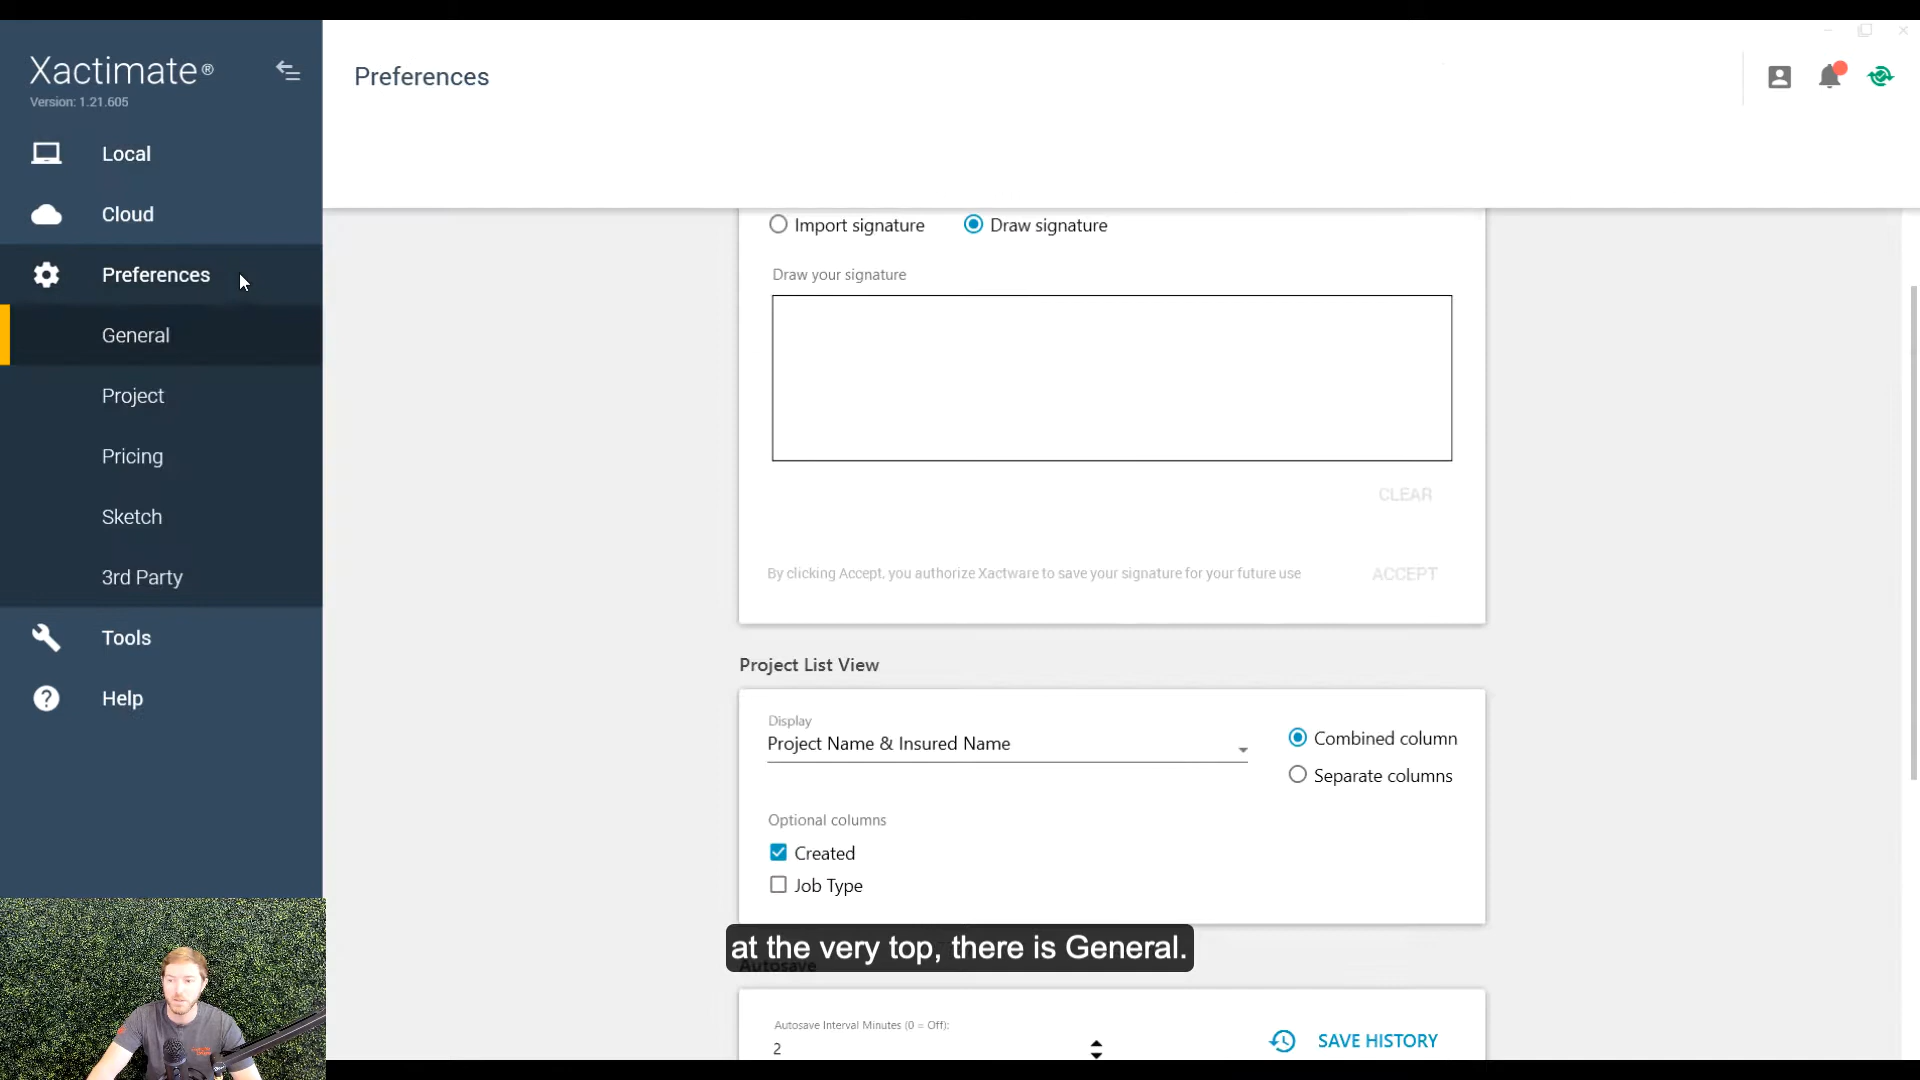 Xactimate®
Version: 1.21.605
Local
Cloud
Preferences
General
Project
Pricing
Sketch
3rd Party
Tools
Help
Preferences
Import signature
Draw signature
Draw your signature
CLEAR
By clicking Accept, you authorize Xactware to save your signature for your future use
ACCEPT
Project List View
Display
Project Name & Insured Name
Combined column
Separate columns
Optional columns
Created
Job Type
at the very top, there is General.
Autosave
Autosave Interval Minutes (0 = Off):
2
SAVE HISTORY